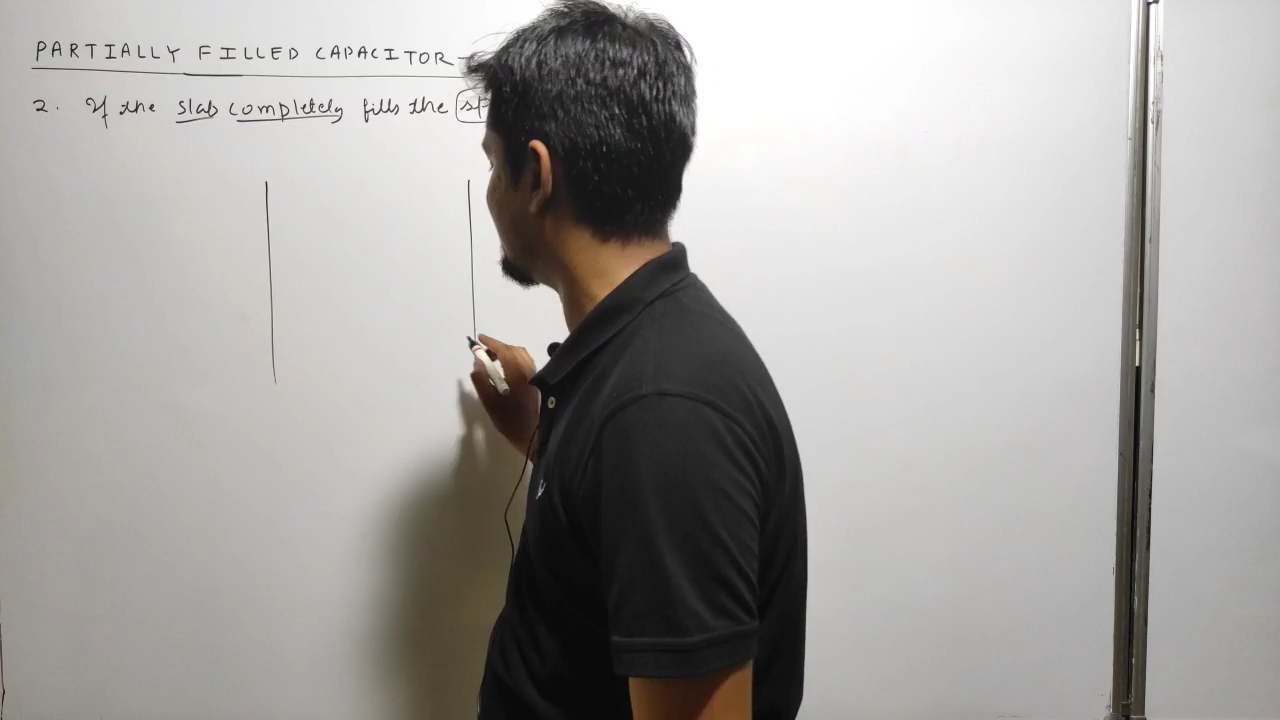 PARTIALLY FILLED CAPACITOR-
2. If the slab completely fills the